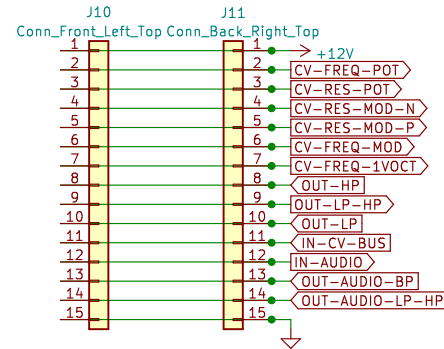 J10 J11
Conn_Front_Left_Top Conn_Back_Right_Top
1 1 +12V
2 2 CV-FREQ-POT
3 3 CV-RES-POT
4 4 CV-RES-MOD-N
5 5 CV-RES-MOD-P
6 6 CV-FREQ-MOD
7 7 CV-FREQ-1VOCT
8 8 OUT-HP
9 9 OUT-LP-HP
10 10 OUT-LP
11 11 IN-CV-BUS
12 12 IN-AUDIO
13 13 OUT-AUDIO-BP
14 14 OUT-AUDIO-LP-HP
15 15